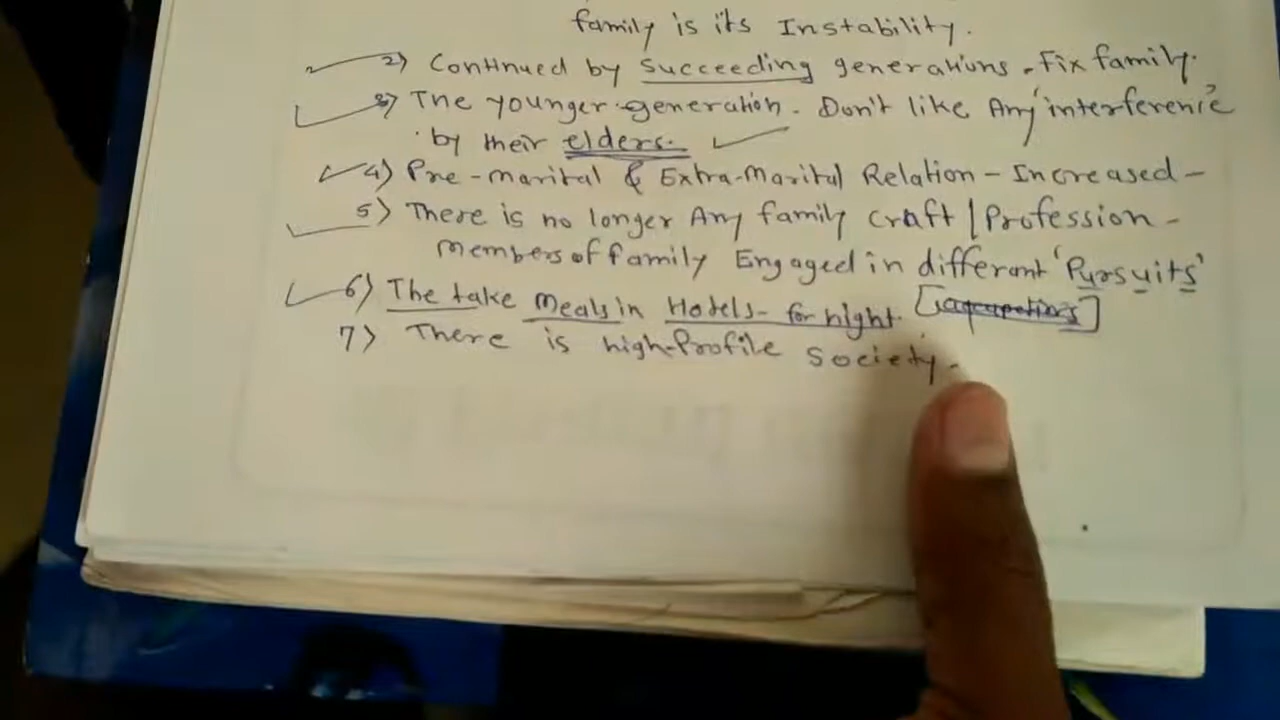 family is its Instability.
2) Continued by Succeeding generations. Fix family.
3) The younger generation. Don't like Any interference
by their elders.
4) Pre-marital & Extra-Marital Relation - Increased -
5) There is no longer Any family craft / Profession -
Members of family Engaged in different 'Pursuits'
6) The take Meals in Hotels - for night.
7) There is high-Profile society.